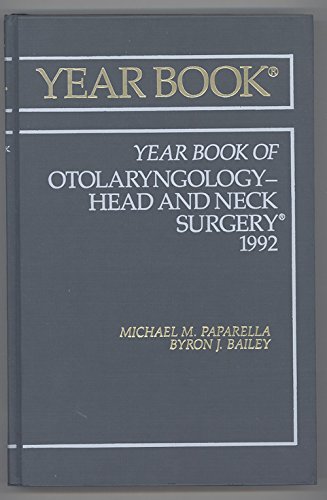 YEAR BOOK®
YEAR BOOK OF
OTOLARYNGOLOGY–
HEAD AND NECK
SURGERY®
1992
MICHAEL M. PAPARELLA
BYRON J. BAILEY